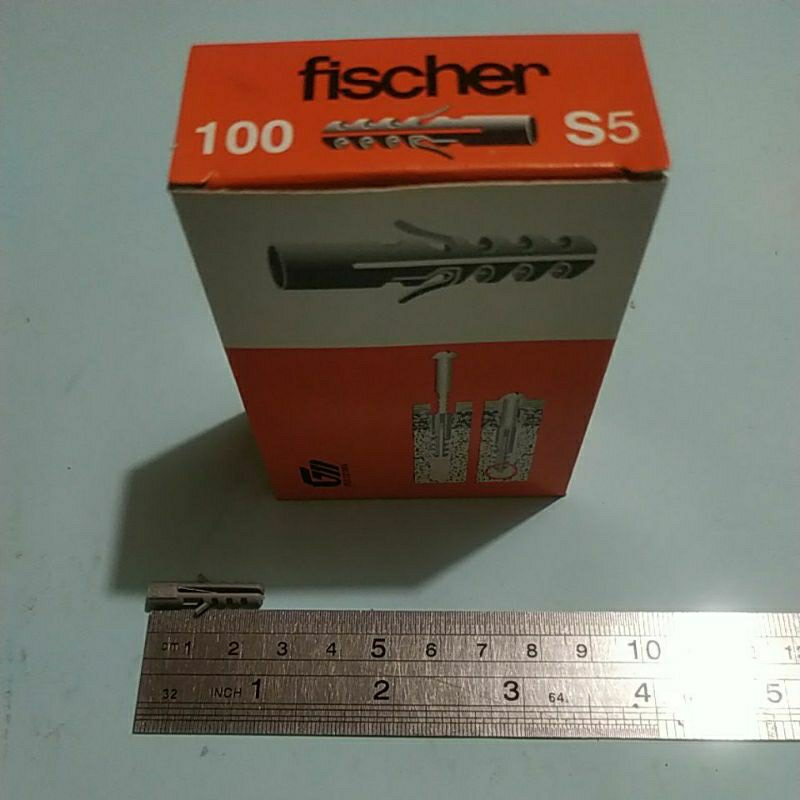 fischer
100 S5
cm 1 2 3 4 5 6 7 8 9 10
32 INCH 1 2 3 64 4 5